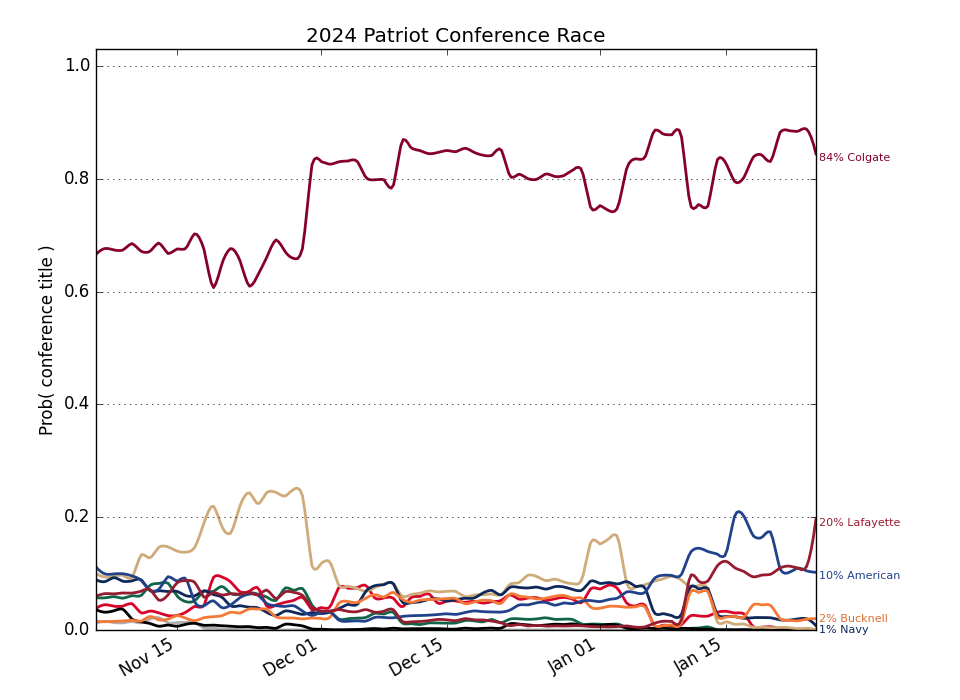 2024 Patriot Conference Race
Prob( conference title )
1.0
0.8
0.6
0.4
0.2
0.0
84% Colgate
20% Lafayette
10% American
2% Bucknell
1% Navy
Nov 15
Dec 01
Dec 15
Jan 01
Jan 15